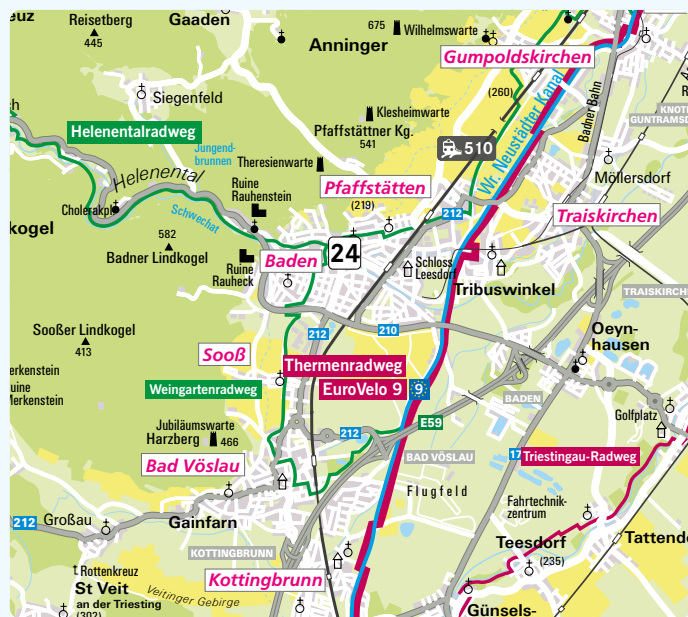 Reisetberg
445
Gaaden
675
Wilhelmswarte
Anninger
Gumpoldskirchen
(260)
Siegenfeld
Klesheimwarte
Pfaffstättner Kg.
541
Helenentalradweg
Jungend-
brunnen
Theresienwarte
510
Wr. Neustädter Kanal
Badner Bahn
Möllersdorf
Helenental
Ruine
Rauhenstein
Pfaffstätten
(219)
212
Traiskirchen
Cholerakpl.
Schwechat
kogel
582
Badner Lindkogel
Ruine
Rauheck
Baden
24
Schloss
Leesdorf
Tribuswinkel
Sooßer Lindkogel
413
212
210
Oeyn-
hausen
Sooß
Thermenradweg
EuroVelo 9
9
Weingartenradweg
BADEN
Golfplatz
E59
Jubiläumswarte
Harzberg
466
212
BAD VÖSLAU
17
Triestingau-Radweg
Bad Vöslau
Flugfeld
Fahrtechnik-
zentrum
212
Großau
Gainfarn
KOTTINGBRUNN
Teesdorf
(235)
Rottenkreuz
St Veit
an der Triesting
(302)
Veitinger Gebirge
Kottingbrunn
Günsels-